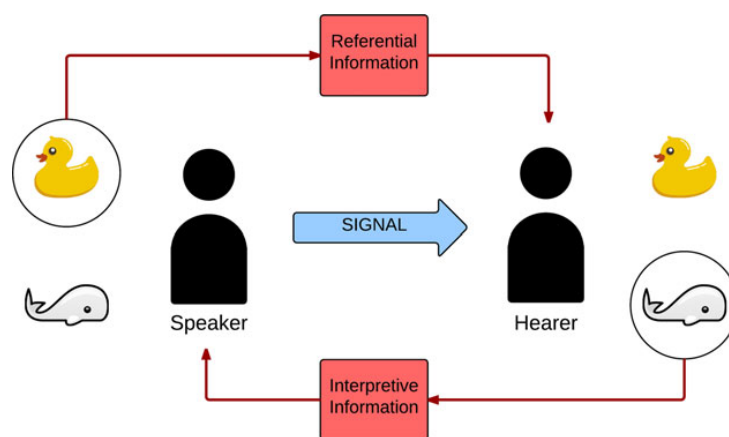 Referential
Information
SIGNAL
Speaker
Hearer
Interpretive
Information